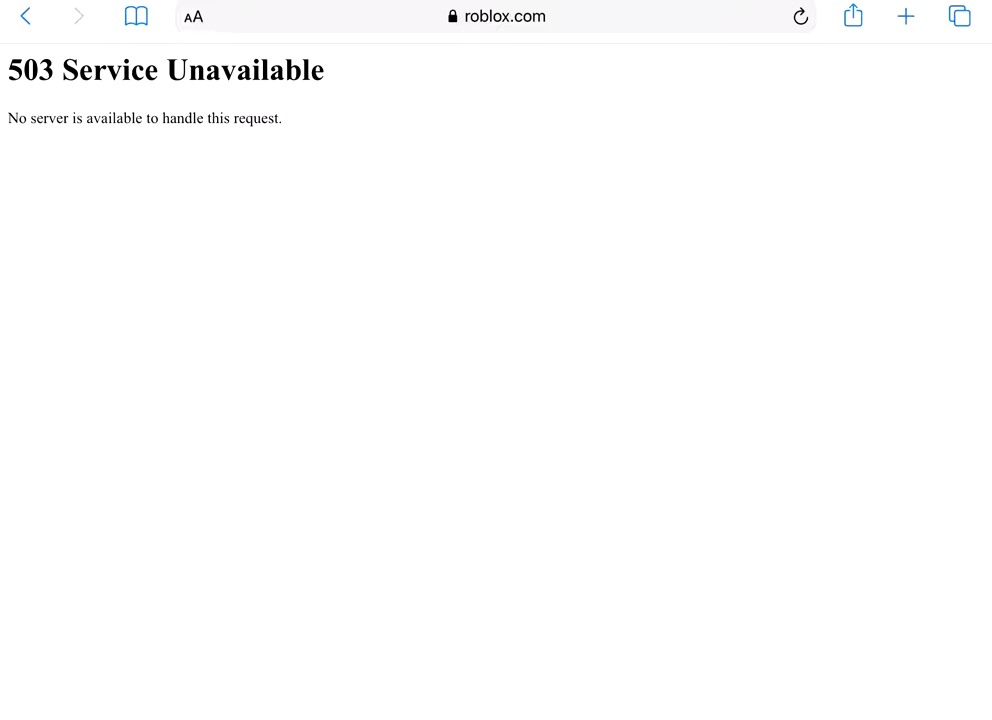 AA roblox.com
503 Service Unavailable
No server is available to handle this request.